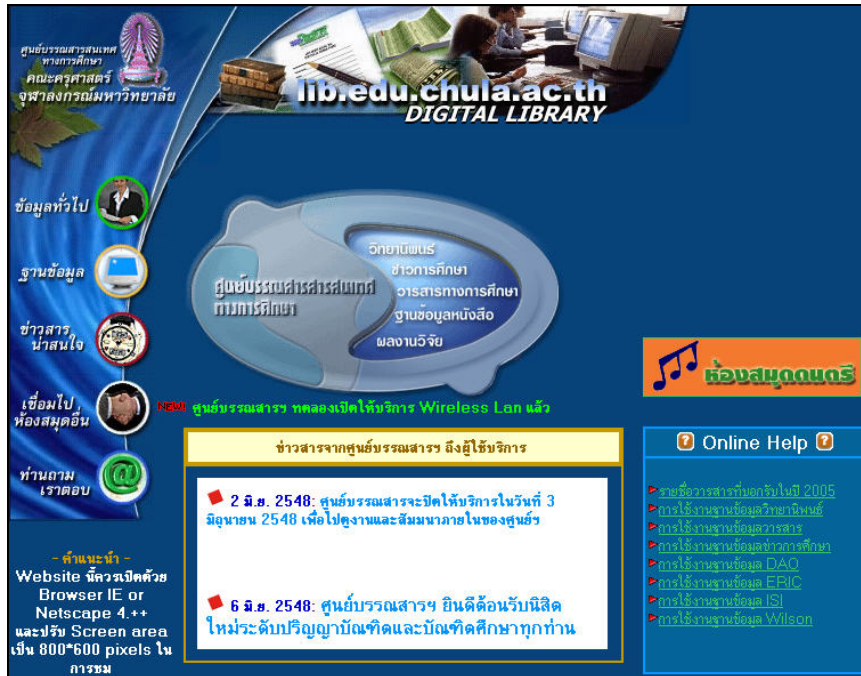 ศูนย์บรรณสารสนเทศ
ทางการศึกษา
คณะครุศาสตร์
จุฬาลงกรณ์มหาวิทยาลัย
lib.edu.chula.ac.th
DIGITAL LIBRARY
ข้อมูลทั่วไป
ฐานข้อมูล
ข่าวสาร
น่าสนใจ
เชื่อมไป
ห้องสมุดอื่น
ท่านถาม
เราตอบ
ศูนย์บรรณสารสารสนเทศ
ทางการศึกษา
วิทยานิพนธ์
ข่าวการศึกษา
วารสารทางการศึกษา
ฐานข้อมูลหนังสือ
ผลงานวิจัย
ห้องสมุดดนตรี
NEW! ศูนย์บรรณสารฯ ทดลองเปิดให้บริการ Wireless Lan แล้ว
ข่าวสารจากศูนย์บรรณสารฯ ถึงผู้ใช้บริการ
2 มิ.ย. 2548: ศูนย์บรรณสารจะปิดให้บริการในวันที่ 3
มิถุนายน 2548 เพื่อไปดูงานและสัมมนาภายในของศูนย์ฯ
6 มิ.ย. 2548: ศูนย์บรรณสารฯ ยินดีต้อนรับนิสิต
ใหม่ระดับปริญญาบัณฑิตและบัณฑิตศึกษาทุกท่าน
Online Help
รายชื่อวารสารที่บอกรับในปี 2005
การใช้งานฐานข้อมูลวิทยานิพนธ์
การใช้งานฐานข้อมูลวารสาร
การใช้งานฐานข้อมูลข่าวการศึกษา
การใช้งานฐานข้อมูล DAO
การใช้งานฐานข้อมูล ERIC
การใช้งานฐานข้อมูล ISI
การใช้งานฐานข้อมูล Wilson
- คำแนะนำ -
Website นี้ควรเปิดด้วย
Browser IE or
Netscape 4.++
และปรับ Screen area
เป็น 800*600 pixels ใน
การชม